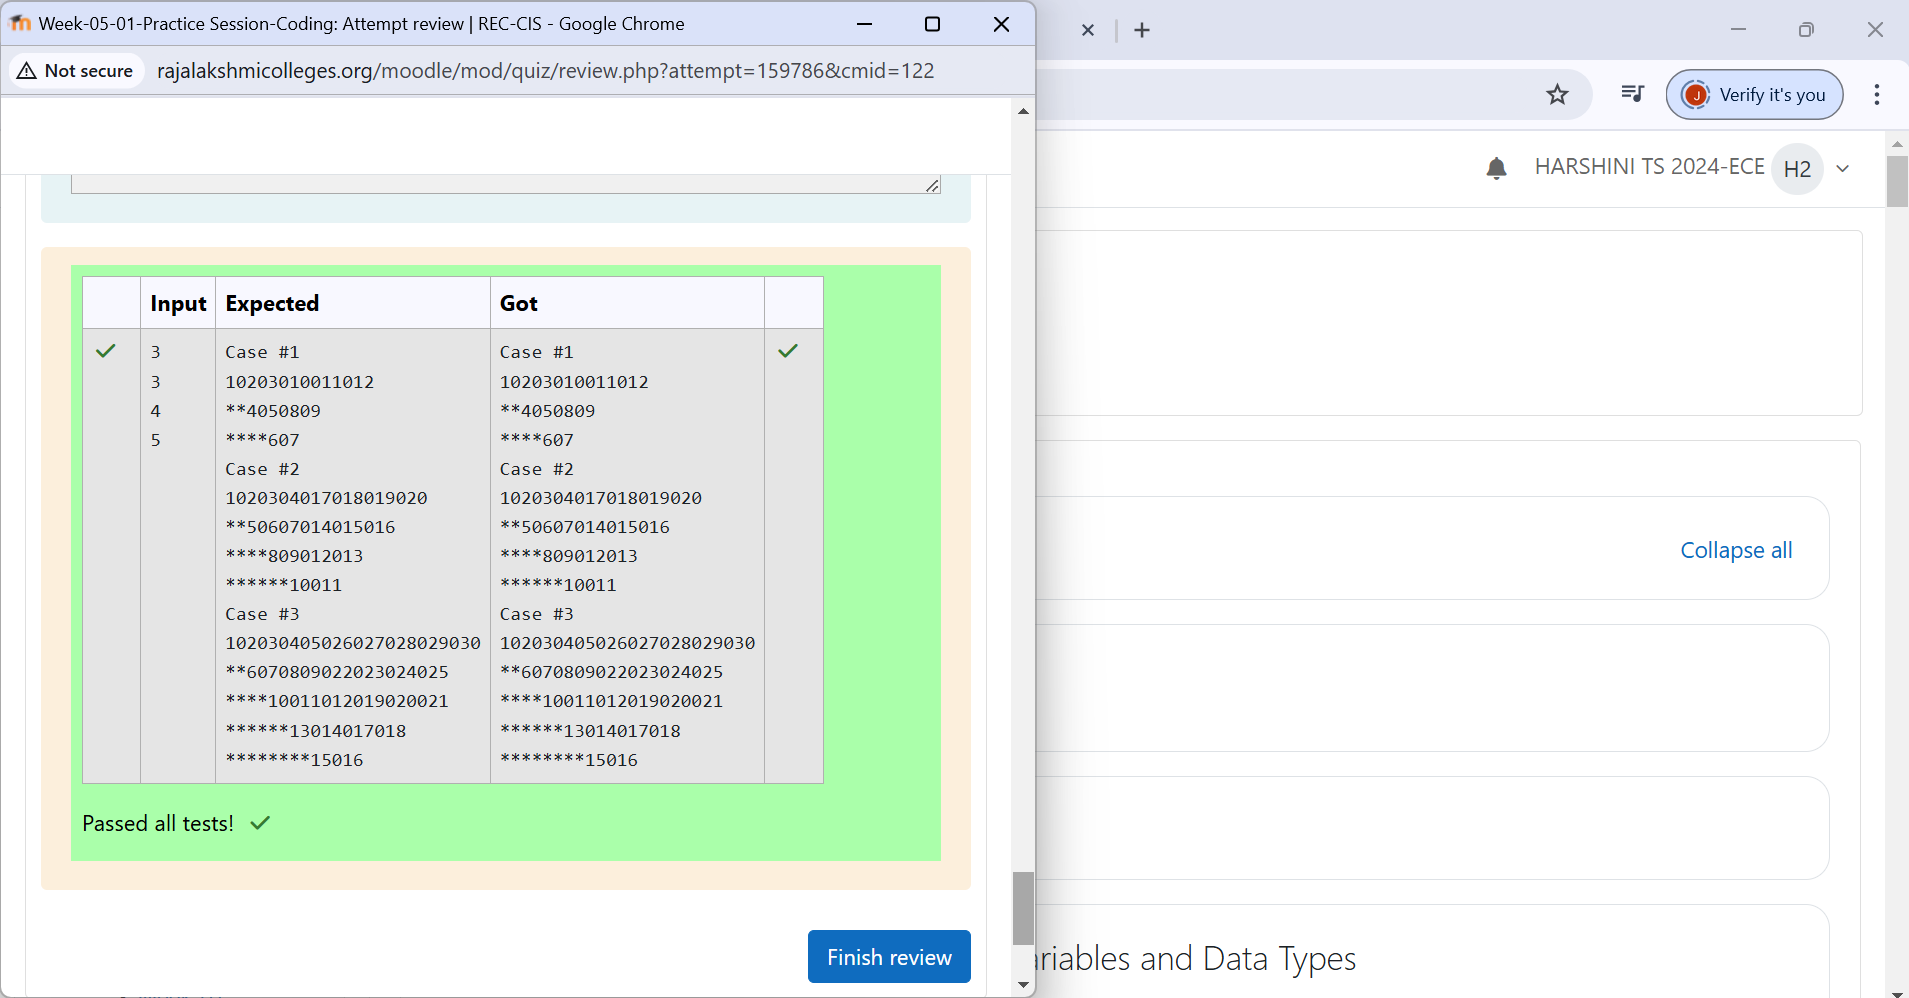 Week-05-01-Practice Session-Coding: Attempt review | REC-CIS - Google Chrome
Not secure
rajalakshmicolleges.org/moodle/mod/quiz/review.php?attempt=159786&cmid=122
Input Expected Got
3
3
4
5
Case #1
10203010011012
**4050809
****607
Case #2
1020304017018019020
**50607014015016
****809012013
******10011
Case #3
102030405026027028029030
**6070809022023024025
****10011012019020021
******13014017018
********15016
Case #1
10203010011012
**4050809
****607
Case #2
1020304017018019020
**50607014015016
****809012013
******10011
Case #3
102030405026027028029030
**6070809022023024025
****10011012019020021
******13014017018
********15016
Passed all tests!
Finish review
J
Verify it's you
HARSHINI TS 2024-ECE
H2
Collapse all
ariables and Data Types